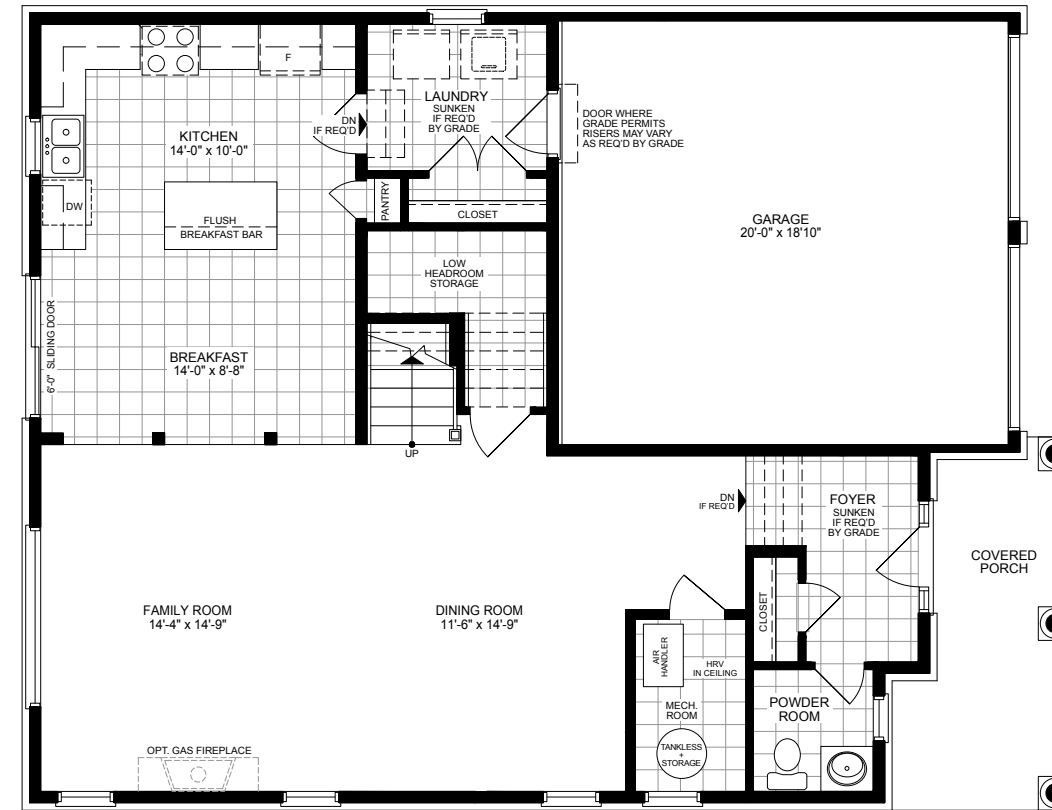 F
LAUNDRY
SUNKEN
IF REQ'D
BY GRADE
DN
IF REQ'D
DOOR WHERE
GRADE PERMITS
RISERS MAY VARY
AS REQ'D BY GRADE
KITCHEN
14'-0" x 10'-0"
DW
PANTRY
CLOSET
FLUSH
BREAKFAST BAR
GARAGE
20'-0" x 18'10"
LOW
HEADROOM
STORAGE
6'-0" SLIDING DOOR
BREAKFAST
14'-0" x 8'-8"
UP
DN
IF REQ'D
FOYER
SUNKEN
IF REQ'D
BY GRADE
COVERED
PORCH
FAMILY ROOM
14'-4" x 14'-9"
DINING ROOM
11'-6" x 14'-9"
CLOSET
AIR
HANDLER
HRV
IN CEILING
MECH.
ROOM
POWDER
ROOM
TANKLESS
+
STORAGE
OPT. GAS FIREPLACE